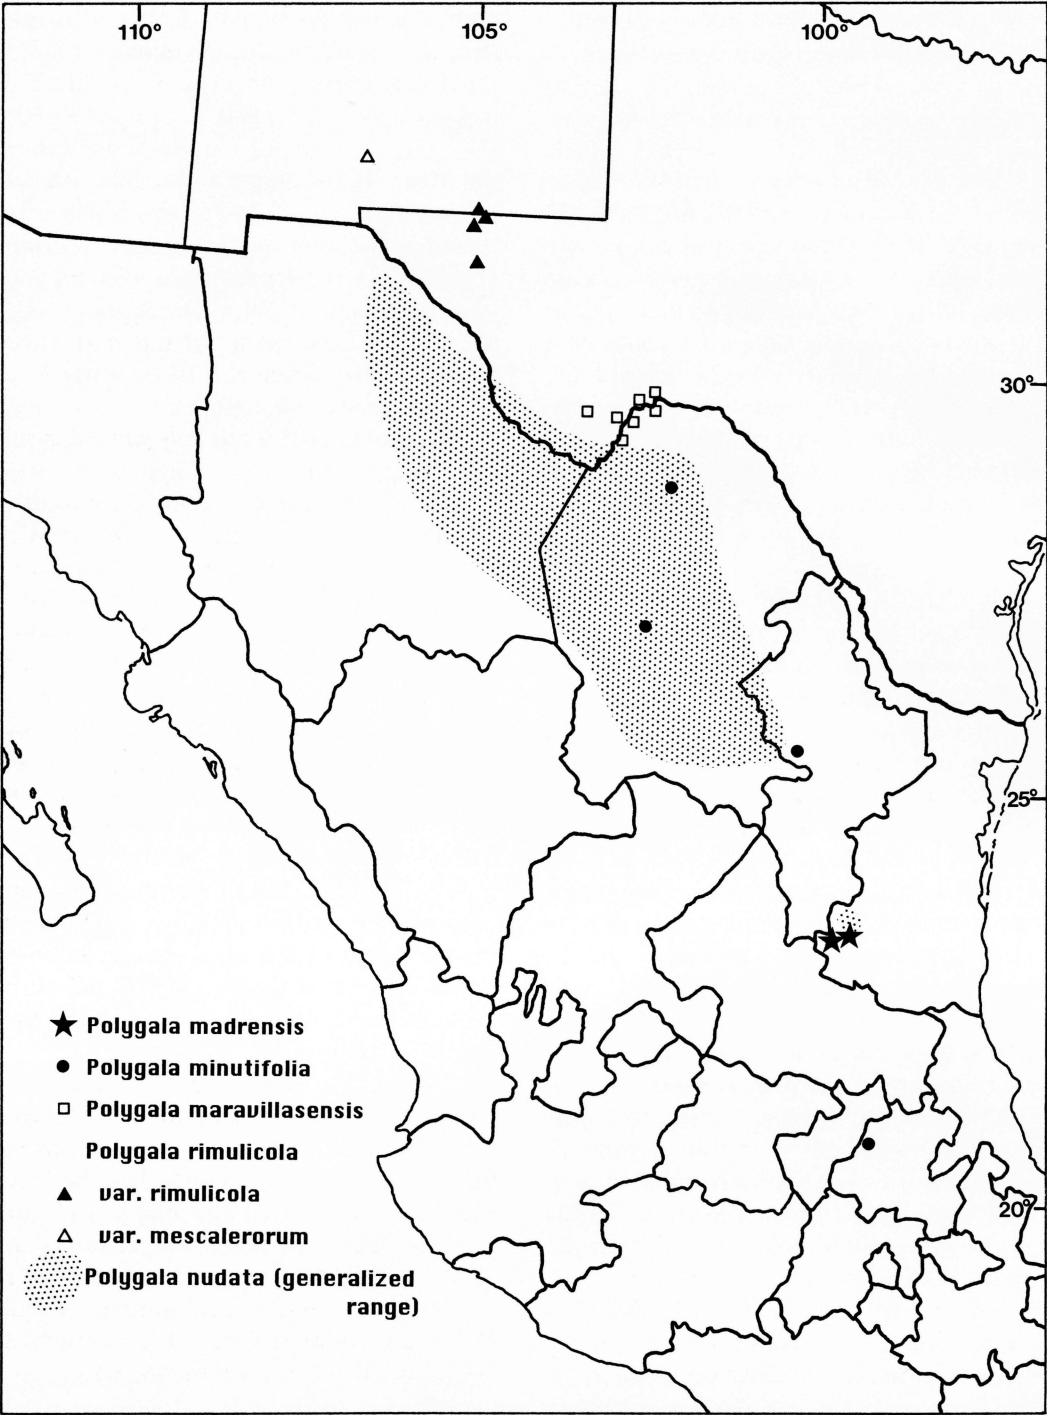 110° 105° 100°
30°
25°
20°
★ Polygala madrensis
● Polygala minutifolia
□ Polygala maravillasensis
Polygala rimulicola
▲ var. rimulicola
△ var. mescalerorum
Polygala nudata (generalized
range)